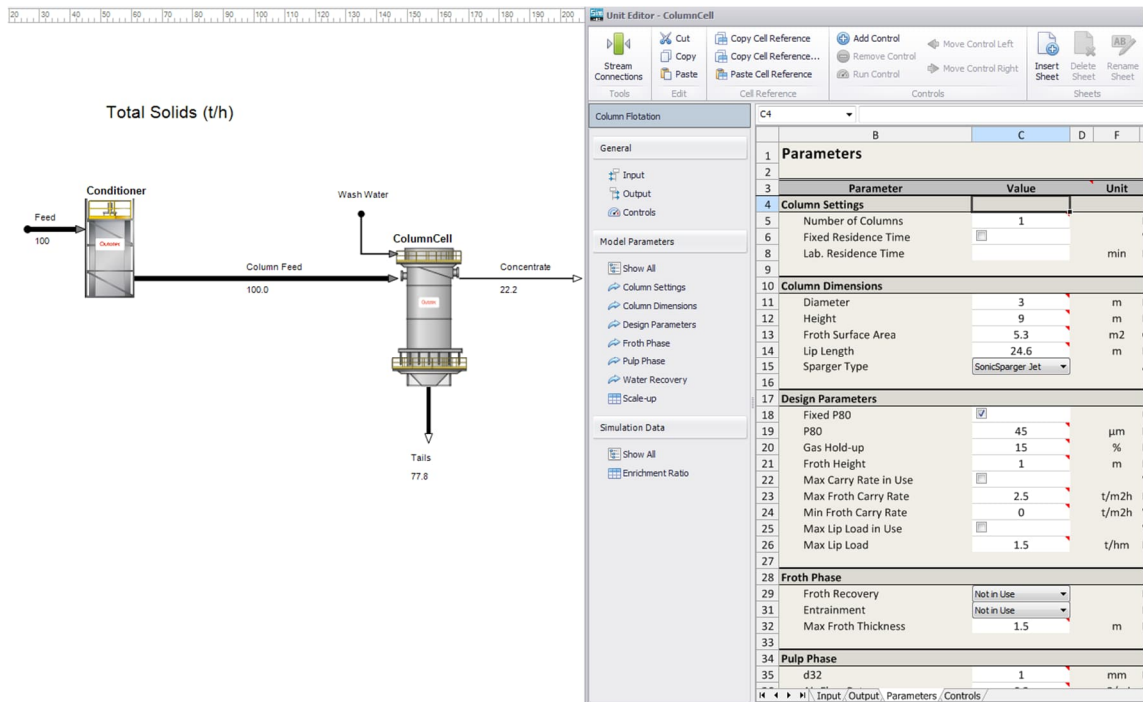 20 30 40 50 60 70 80 90 100 110 120 130 140 150 160 170 180 190 200
Total Solids (t/h)
Feed
100
Conditioner
Outotec
Column Feed
100.0
Wash Water
ColumnCell
Outotec
Concentrate
22.2
Tails
77.8
Unit Editor - ColumnCell
Stream Connections
Cut
Copy
Paste
Copy Cell Reference
Copy Cell Reference...
Paste Cell Reference
Add Control
Remove Control
Run Control
Move Control Left
Move Control Right
Insert Sheet
Delete Sheet
Rename Sheet
Tools Edit Cell Reference Controls Sheets
Column Flotation
General
Input
Output
Controls
Model Parameters
Show All
Column Settings
Column Dimensions
Design Parameters
Froth Phase
Pulp Phase
Water Recovery
Scale-up
Simulation Data
Show All
Enrichment Ratio
C4
B C D F
1 Parameters
2
3 Parameter Value Unit
4 Column Settings
5 Number of Columns 1
6 Fixed Residence Time
8 Lab. Residence Time min
9
10 Column Dimensions
11 Diameter 3 m
12 Height 9 m
13 Froth Surface Area 5.3 m2
14 Lip Length 24.6 m
15 Sparger Type SonicSparger Jet
16
17 Design Parameters
18 Fixed P80
19 P80 45 µm
20 Gas Hold-up 15 %
21 Froth Height 1 m
22 Max Carry Rate in Use
23 Max Froth Carry Rate 2.5 t/m2h
24 Min Froth Carry Rate 0 t/m2h
25 Max Lip Load in Use
26 Max Lip Load 1.5 t/hm
27
28 Froth Phase
29 Froth Recovery Not in Use
31 Entrainment Not in Use
32 Max Froth Thickness 1.5 m
33
34 Pulp Phase
35 d32 1 mm
Input Output Parameters Controls